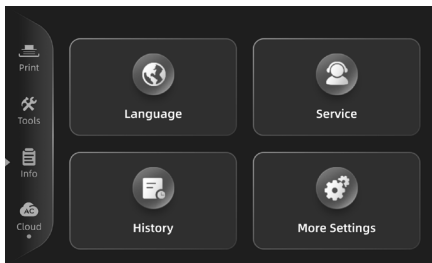 Print
Tools
Info
AC
Cloud
Language
Service
History
More Settings